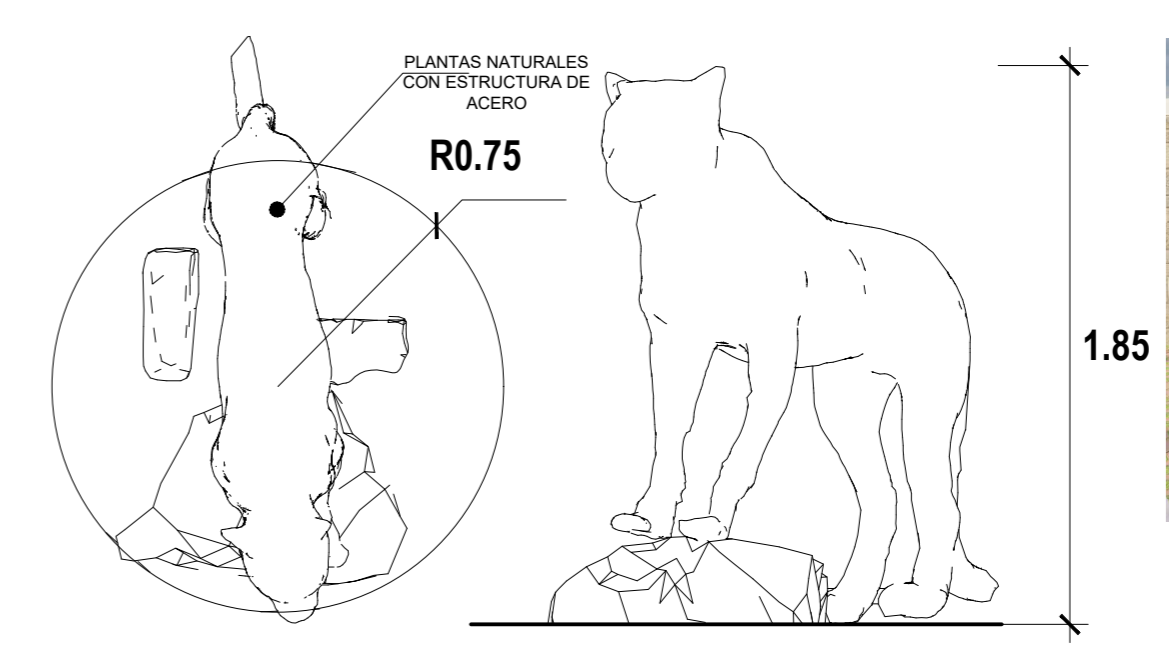 PLANTAS NATURALES
CON ESTRUCTURA DE
ACERO
R0.75
1.85